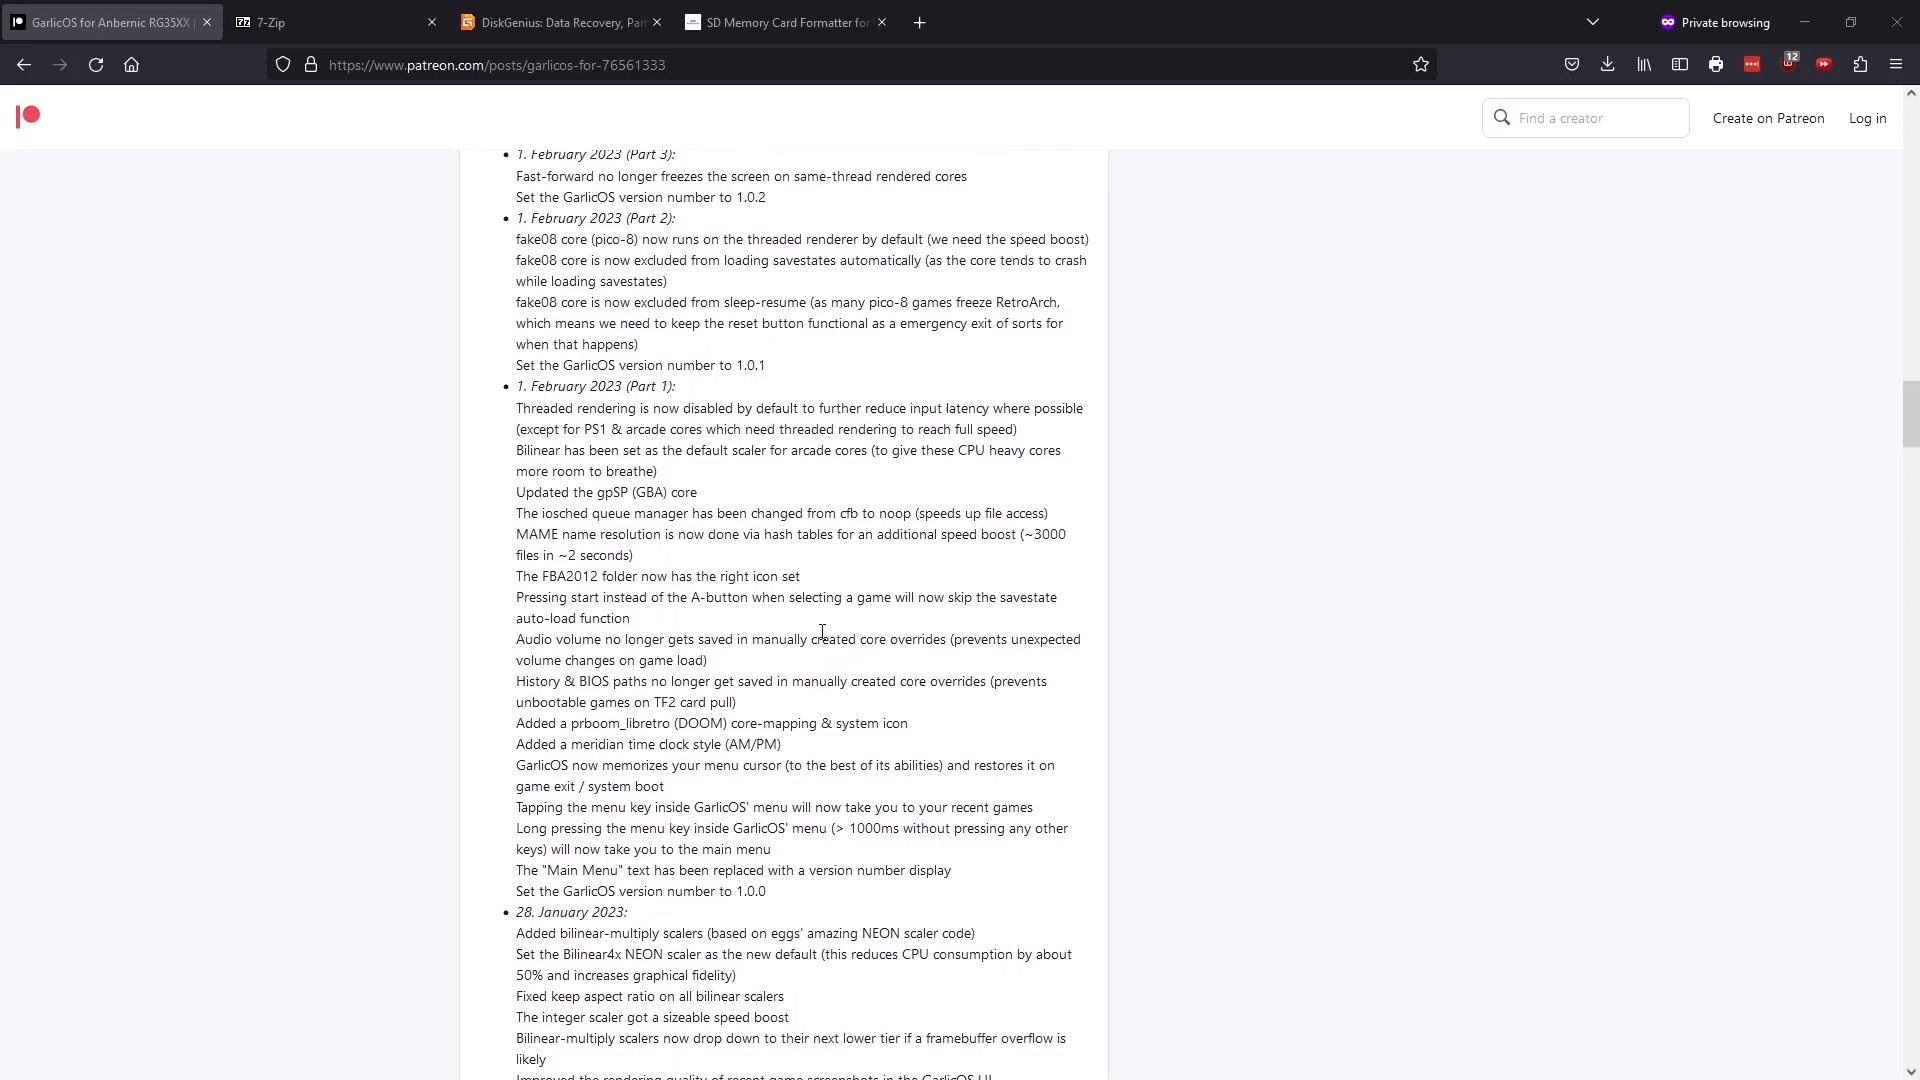 GarlicOS for Anbernic RG35XX |
7-Zip
DiskGenius: Data Recovery, Part
SD Memory Card Formatter for
Private browsing
https://www.patreon.com/posts/garlicos-for-76561333
12
Find a creator
Create on Patreon
Log in
• 1. February 2023 (Part 3):
Fast-forward no longer freezes the screen on same-thread rendered cores
Set the GarlicOS version number to 1.0.2
• 1. February 2023 (Part 2):
fake08 core (pico-8) now runs on the threaded renderer by default (we need the speed boost)
fake08 core is now excluded from loading savestates automatically (as the core tends to crash
while loading savestates)
fake08 core is now excluded from sleep-resume (as many pico-8 games freeze RetroArch,
which means we need to keep the reset button functional as a emergency exit of sorts for
when that happens)
Set the GarlicOS version number to 1.0.1
• 1. February 2023 (Part 1):
Threaded rendering is now disabled by default to further reduce input latency where possible
(except for PS1 & arcade cores which need threaded rendering to reach full speed)
Bilinear has been set as the default scaler for arcade cores (to give these CPU heavy cores
more room to breathe)
Updated the gpSP (GBA) core
The iosched queue manager has been changed from cfb to noop (speeds up file access)
MAME name resolution is now done via hash tables for an additional speed boost (~3000
files in ~2 seconds)
The FBA2012 folder now has the right icon set
Pressing start instead of the A-button when selecting a game will now skip the savestate
auto-load function
Audio volume no longer gets saved in manually created core overrides (prevents unexpected
volume changes on game load)
History & BIOS paths no longer get saved in manually created core overrides (prevents
unbootable games on TF2 card pull)
Added a prboom_libretro (DOOM) core-mapping & system icon
Added a meridian time clock style (AM/PM)
GarlicOS now memorizes your menu cursor (to the best of its abilities) and restores it on
game exit / system boot
Tapping the menu key inside GarlicOS' menu will now take you to your recent games
Long pressing the menu key inside GarlicOS' menu (> 1000ms without pressing any other
keys) will now take you to the main menu
The "Main Menu" text has been replaced with a version number display
Set the GarlicOS version number to 1.0.0
• 28. January 2023:
Added bilinear-multiply scalers (based on eggs' amazing NEON scaler code)
Set the Bilinear4x NEON scaler as the new default (this reduces CPU consumption by about
50% and increases graphical fidelity)
Fixed keep aspect ratio on all bilinear scalers
The integer scaler got a sizeable speed boost
Bilinear-multiply scalers now drop down to their next lower tier if a framebuffer overflow is
likely
Improved the rendering quality of recent game screenshots in the GarlicOS UI